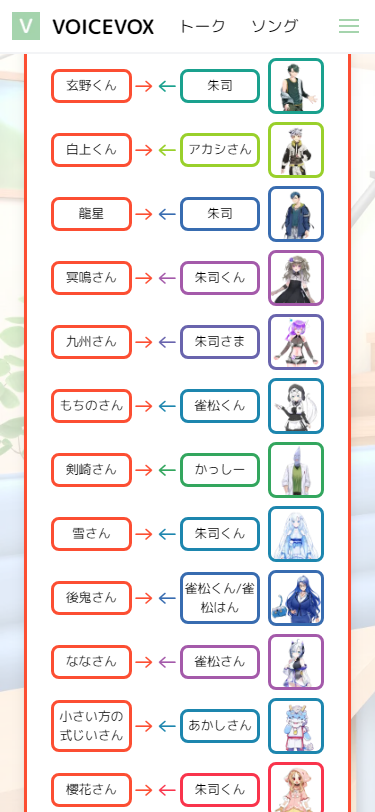 V VOICEVOX トーク ソング
玄野くん → ← 朱司
白上くん → ← アカシさん
龍星 → ← 朱司
冥鳴さん → ← 朱司くん
九州さん → ← 朱司さま
もちのさん → ← 雀松くん
剣崎さん → ← かっしー
雪さん → ← 朱司くん
後鬼さん → ← 雀松くん/雀
松はん
ななさん → ← 雀松さん
小さい方の
式じいさん → ← あかしさん
櫻花さん → ← 朱司くん